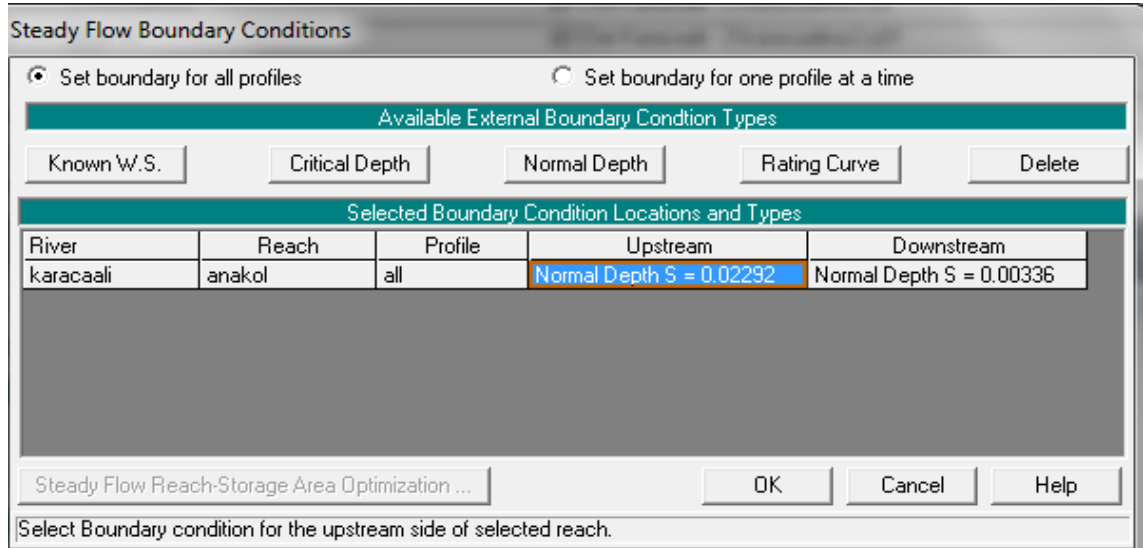 Steady Flow Boundary Conditions
Set boundary for all profiles Set boundary for one profile at a time
Available External Boundary Condtion Types
Known W.S. Critical Depth Normal Depth Rating Curve Delete
Selected Boundary Condition Locations and Types
River Reach Profile Upstream Downstream
karacaali anakol all Normal Depth S = 0.02292 Normal Depth S = 0.00336
Steady Flow Reach-Storage Area Optimization ... OK Cancel Help
Select Boundary condition for the upstream side of selected reach.